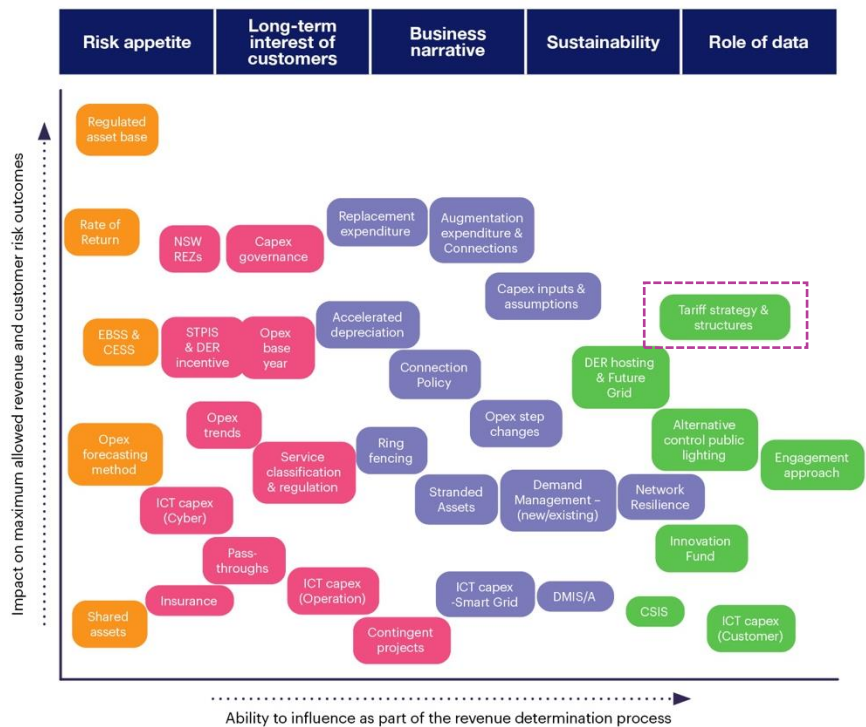 Risk appetite
Long-term
interest of
customers
Business
narrative
Sustainability
Role of data
Impact on maximum allowed revenue and customer risk outcomes
Regulated
asset base
Rate of
Return
NSW
REZs
Capex
governance
Replacement
expenditure
Augmentation
expenditure &
Connections
Capex inputs &
assumptions
Tariff strategy &
structures
EBSS &
CESS
STPIS
& DER
incentive
Opex
base
year
Accelerated
depreciation
Connection
Policy
DER hosting
& Future
Grid
Opex
trends
Opex step
changes
Alternative
control public
lighting
Opex
forecasting
method
Service
classification
& regulation
Ring
fencing
Engagement
approach
ICT capex
(Cyber)
Stranded
Assets
Demand
Management –
(new/existing)
Network
Resilience
Pass-
throughs
Innovation
Fund
Shared
assets
Insurance
ICT capex
(Operation)
Contingent
projects
ICT capex
-Smart Grid
DMIS/A
CSIS
ICT capex
(Customer)
Ability to influence as part of the revenue determination process